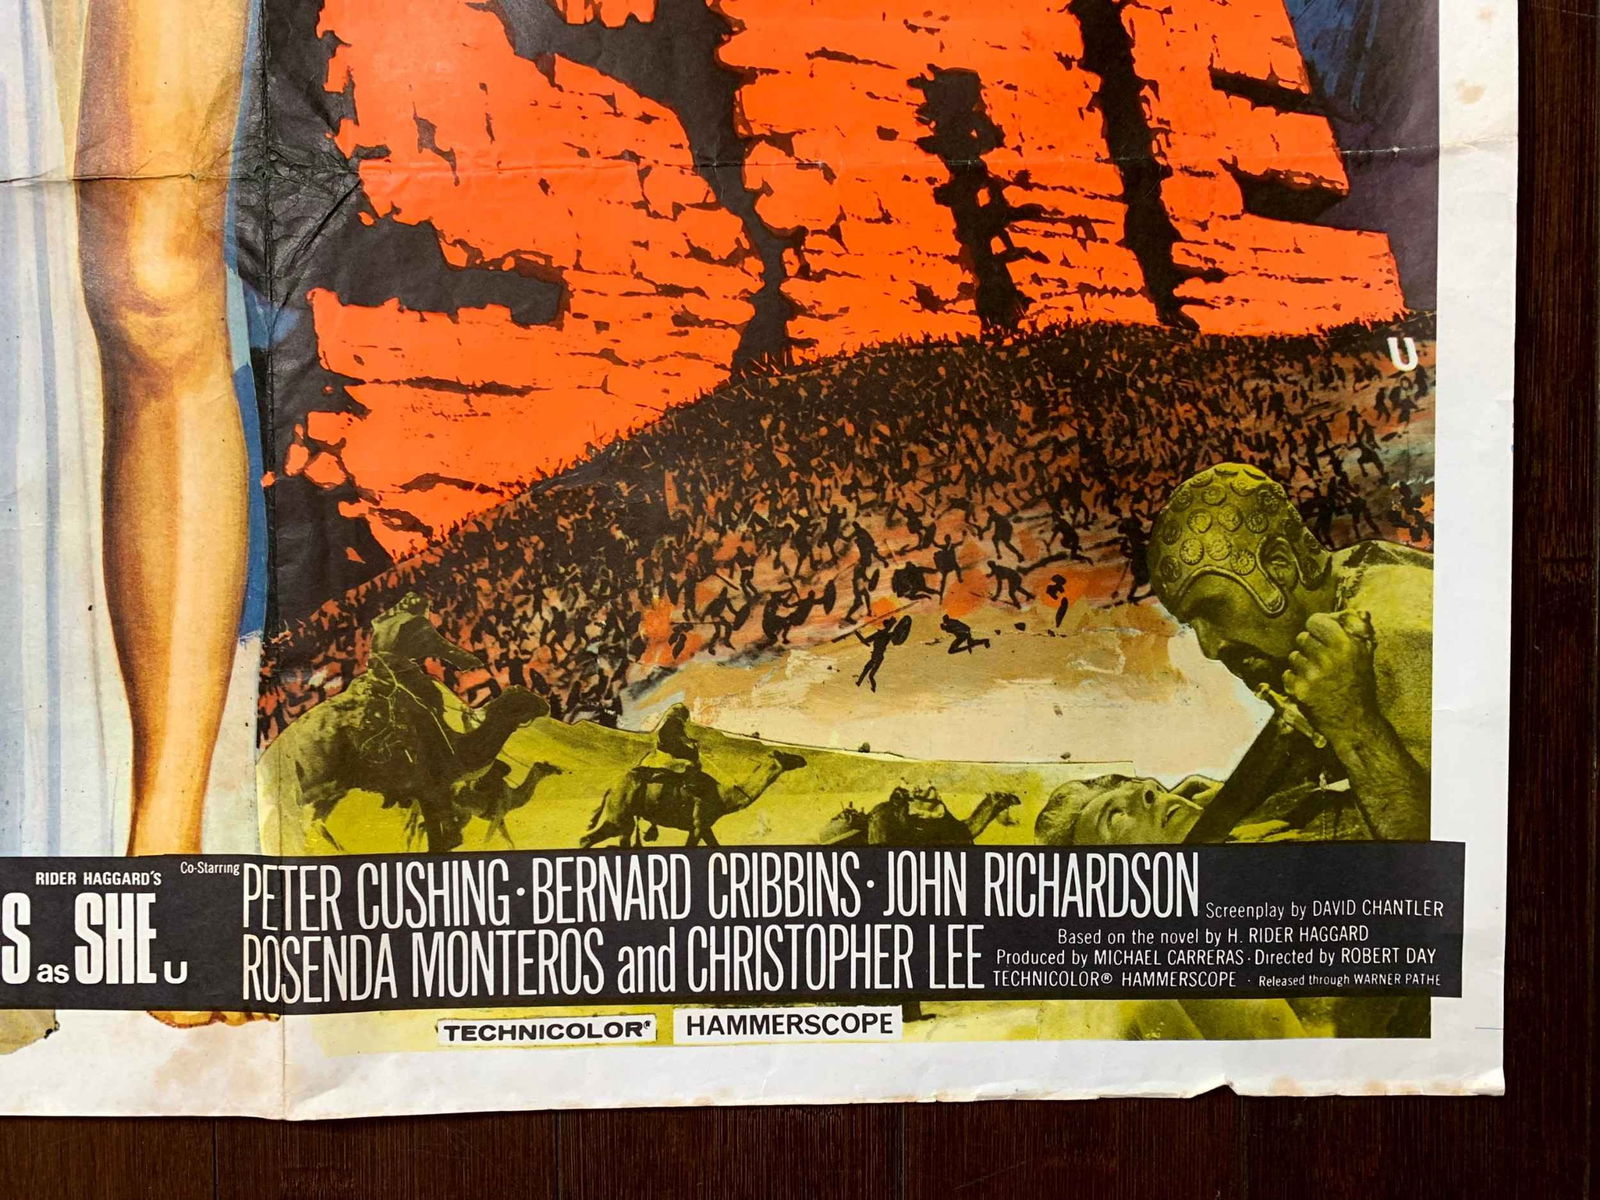 U
RIDER HAGGARD'S
S as SHE U
Co-Starring PETER CUSHING · BERNARD CRIBBINS · JOHN RICHARDSON
ROSENDA MONTEROS and CHRISTOPHER LEE
Screenplay by DAVID CHANTLER
Based on the novel by H. RIDER HAGGARD
Produced by MICHAEL CARRERAS · Directed by ROBERT DAY
TECHNICOLOR® HAMMERSCOPE · Released through WARNER PATHE
TECHNICOLOR® HAMMERSCOPE